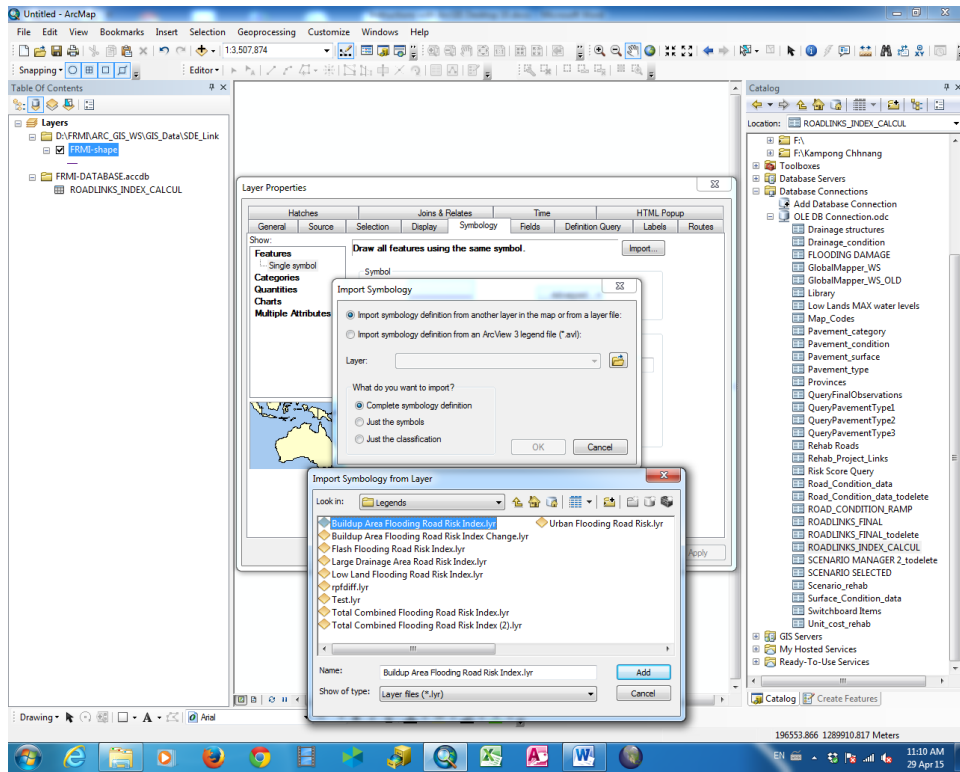 Untitled - ArcMap
File Edit View Bookmarks Insert Selection Geoprocessing Customize Windows Help
1:3,507,874
Snapping
Editor
Table Of Contents
Layers
D:\FRMI\ARC_GIS_WS\GIS_Data\SDE_Link
FRMI-shape
FRMI-DATABASE.accdb
ROADLINKS_INDEX_CALCUL
Layer Properties
Hatches Joins & Relates Time HTML Popup
General Source Selection Display Symbology Fields Definition Query Labels Routes
Show:
Features
Single symbol
Categories
Quantities
Charts
Multiple Attributes
Draw all features using the same symbol.
Import...
Symbol
Import Symbology
Import symbology definition from another layer in the map or from a layer file:
Import symbology definition from an ArcView 3 legend file (*.avl):
Layer:
What do you want to import?
Complete symbology definition
Just the symbols
Just the classification
OK Cancel
Apply
Import Symbology from Layer
Look in: Legends
Buildup Area Flooding Road Risk Index.lyr
Buildup Area Flooding Road Risk Index Change.lyr
Flash Flooding Road Risk Index.lyr
Large Drainage Area Road Risk Index.lyr
Low Land Flooding Road Risk Index.lyr
rpfdiff.lyr
Test.lyr
Total Combined Flooding Road Risk Index.lyr
Total Combined Flooding Road Risk Index (2).lyr
Urban Flooding Road Risk.lyr
Name: Buildup Area Flooding Road Risk Index.lyr
Add
Show of type: Layer files (*.lyr)
Cancel
Catalog
Location: ROADLINKS_INDEX_CALCUL
F:\
F:\Kampong Chhnang
Toolboxes
Database Servers
Database Connections
Add Database Connection
OLE DB Connection.odc
Drainage structures
Drainage_condition
FLOODING DAMAGE
GlobalMapper_WS
GlobalMapper_WS_OLD
Library
Low Lands MAX water levels
Map_Codes
Pavement_category
Pavement_condition
Pavement_surface
Pavement_type
Provinces
QueryFinalObservations
QueryPavementType1
QueryPavementType2
QueryPavementType3
Rehab Roads
Rehab_Project_Links
Risk Score Query
Road_Condition_data
Road_Condition_data_todelete
ROAD_CONDITION_RAMP
ROADLINKS_FINAL
ROADLINKS_FINAL_todelete
ROADLINKS_INDEX_CALCUL
SCENARIO MANAGER 2_todelete
SCENARIO SELECTED
Scenario_rehab
Surface_Condition_data
Switchboard Items
Unit_cost_rehab
GIS Servers
My Hosted Services
Ready-To-Use Services
Catalog Create Features
Drawing
A
Arial
196553.866 1289910.817 Meters
EN
11:10 AM
29 Apr 15